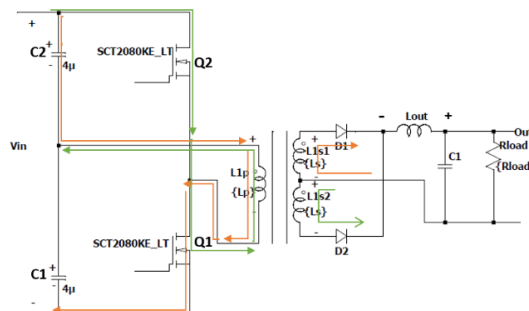 +
+
C2
-
4µ
SCT2080KE_LT
Q2
Vin
+
L1p
{Lp}
-
+
L1s1
{Ls}
-
+
L1s2
{Ls}
-
D1
D2
-
Lout
+
C1
Out
Rload
{Rload
SCT2080KE_LT
Q1
C1
+
-
4µ
-